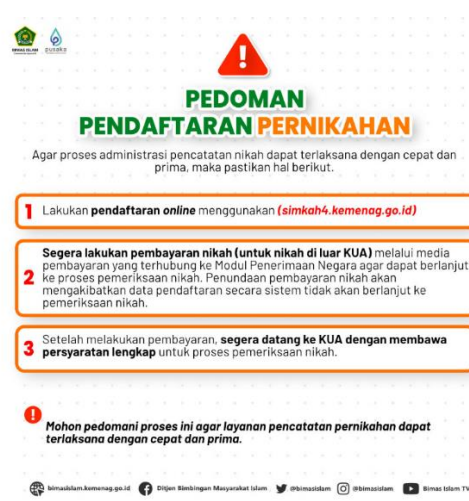 BIMAS ISLAM
pusaka
PEDOMAN
PENDAFTARAN PERNIKAHAN
Agar proses administrasi pencatatan nikah dapat terlaksana dengan cepat dan
prima, maka pastikan hal berikut.
1 Lakukan pendaftaran online menggunakan (simkah4.kemenag.go.id)
Segera lakukan pembayaran nikah (untuk nikah di luar KUA) melalui media
pembayaran yang terhubung ke Modul Penerimaan Negara agar dapat berlanjut
2 ke proses pemeriksaan nikah. Penundaan pembayaran nikah akan
mengakibatkan data pendaftaran secara sistem tidak akan berlanjut ke
pemeriksaan nikah.
3 Setelah melakukan pembayaran, segera datang ke KUA dengan membawa
persyaratan lengkap untuk proses pemeriksaan nikah.
Mohon pedomani proses ini agar layanan pencatatan pernikahan dapat
terlaksana dengan cepat dan prima.
bimasislam.kemenag.go.id Ditjen Bimbingan Masyarakat Islam @bimasislam @bimasislam Bimas Islam TV